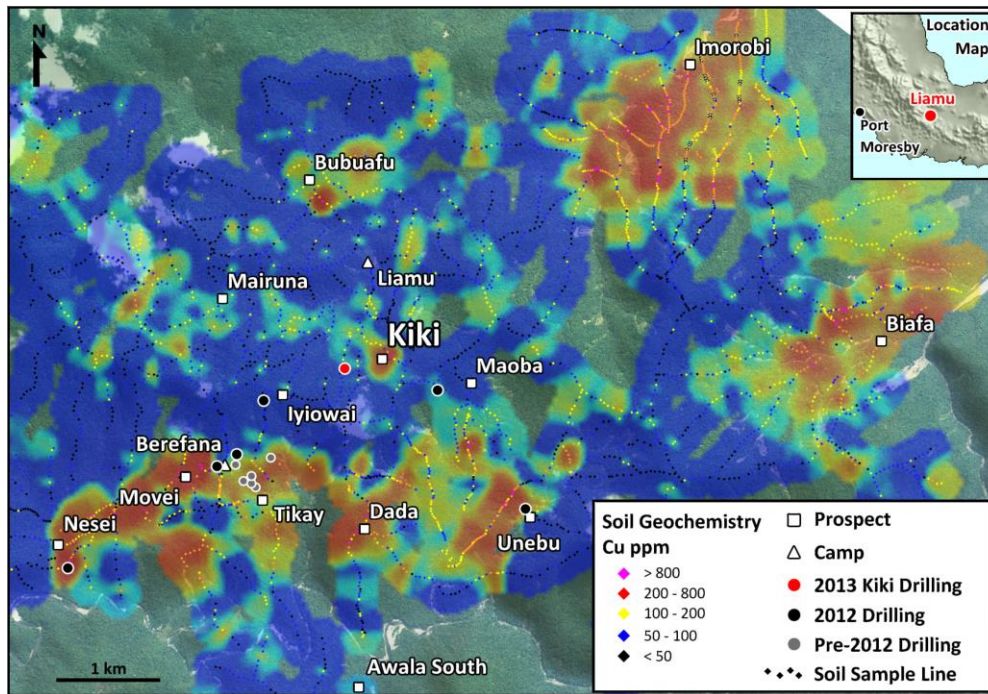 N
Imorobi
Location
Map
Liamu
Port
Moresby
Bubuafu
Liamu
Mairuna
Kiki
Biafa
Maoba
Iyiowai
Berefana
Movei
Tikay
Dada
Nesei
Unebu
Awala South
1 km
Soil Geochemistry
Cu ppm
> 800
200 - 800
100 - 200
50 - 100
< 50
Prospect
Camp
2013 Kiki Drilling
2012 Drilling
Pre-2012 Drilling
Soil Sample Line